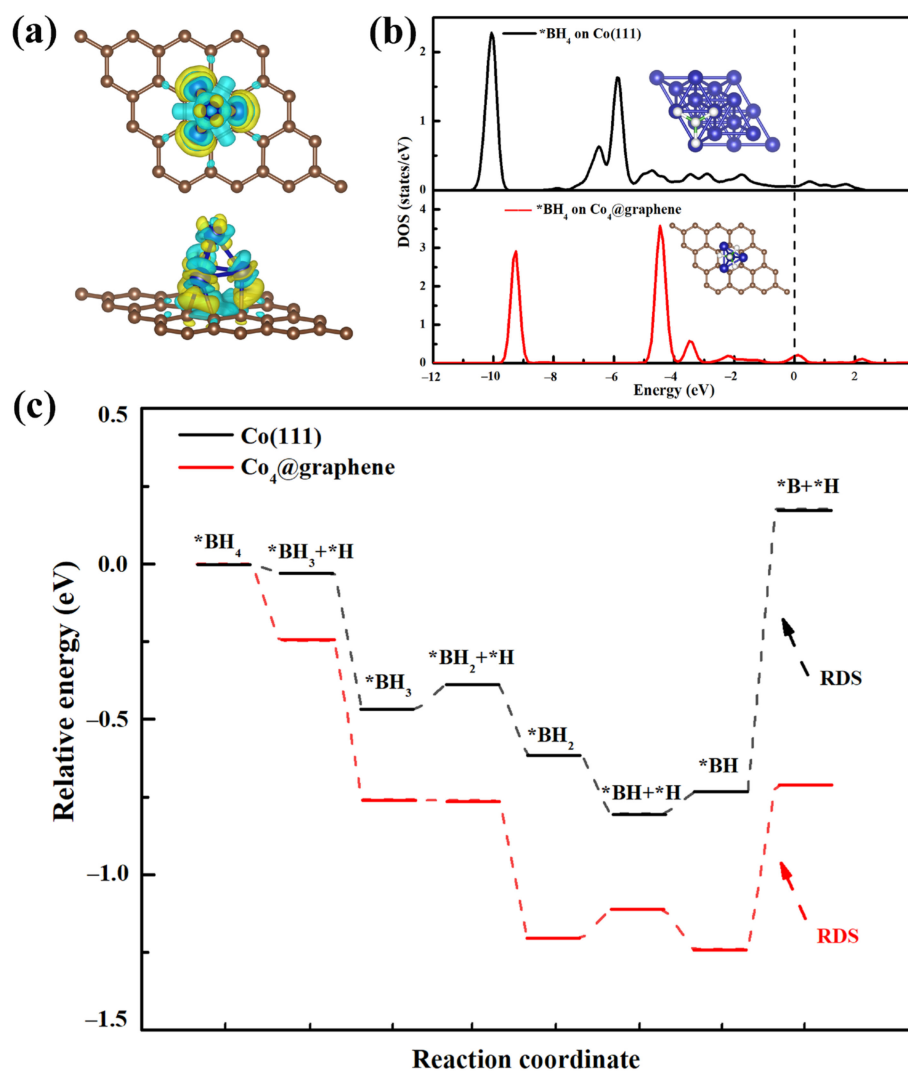 (a)
(b)
*BH4 on Co(111)
2
1
0
*BH4 on Co4@graphene
4
3
2
1
0
DOS (states/eV)
−12 −10 −8 −6 −4 −2 0 2
Energy (eV)
(c)
Co(111)
Co4@graphene
0.5
0.0
−0.5
−1.0
−1.5
Relative energy (eV)
*BH4
*BH3+*H
*BH3
*BH2+*H
*BH2
*BH+*H
*BH
*B+*H
RDS
RDS
Reaction coordinate